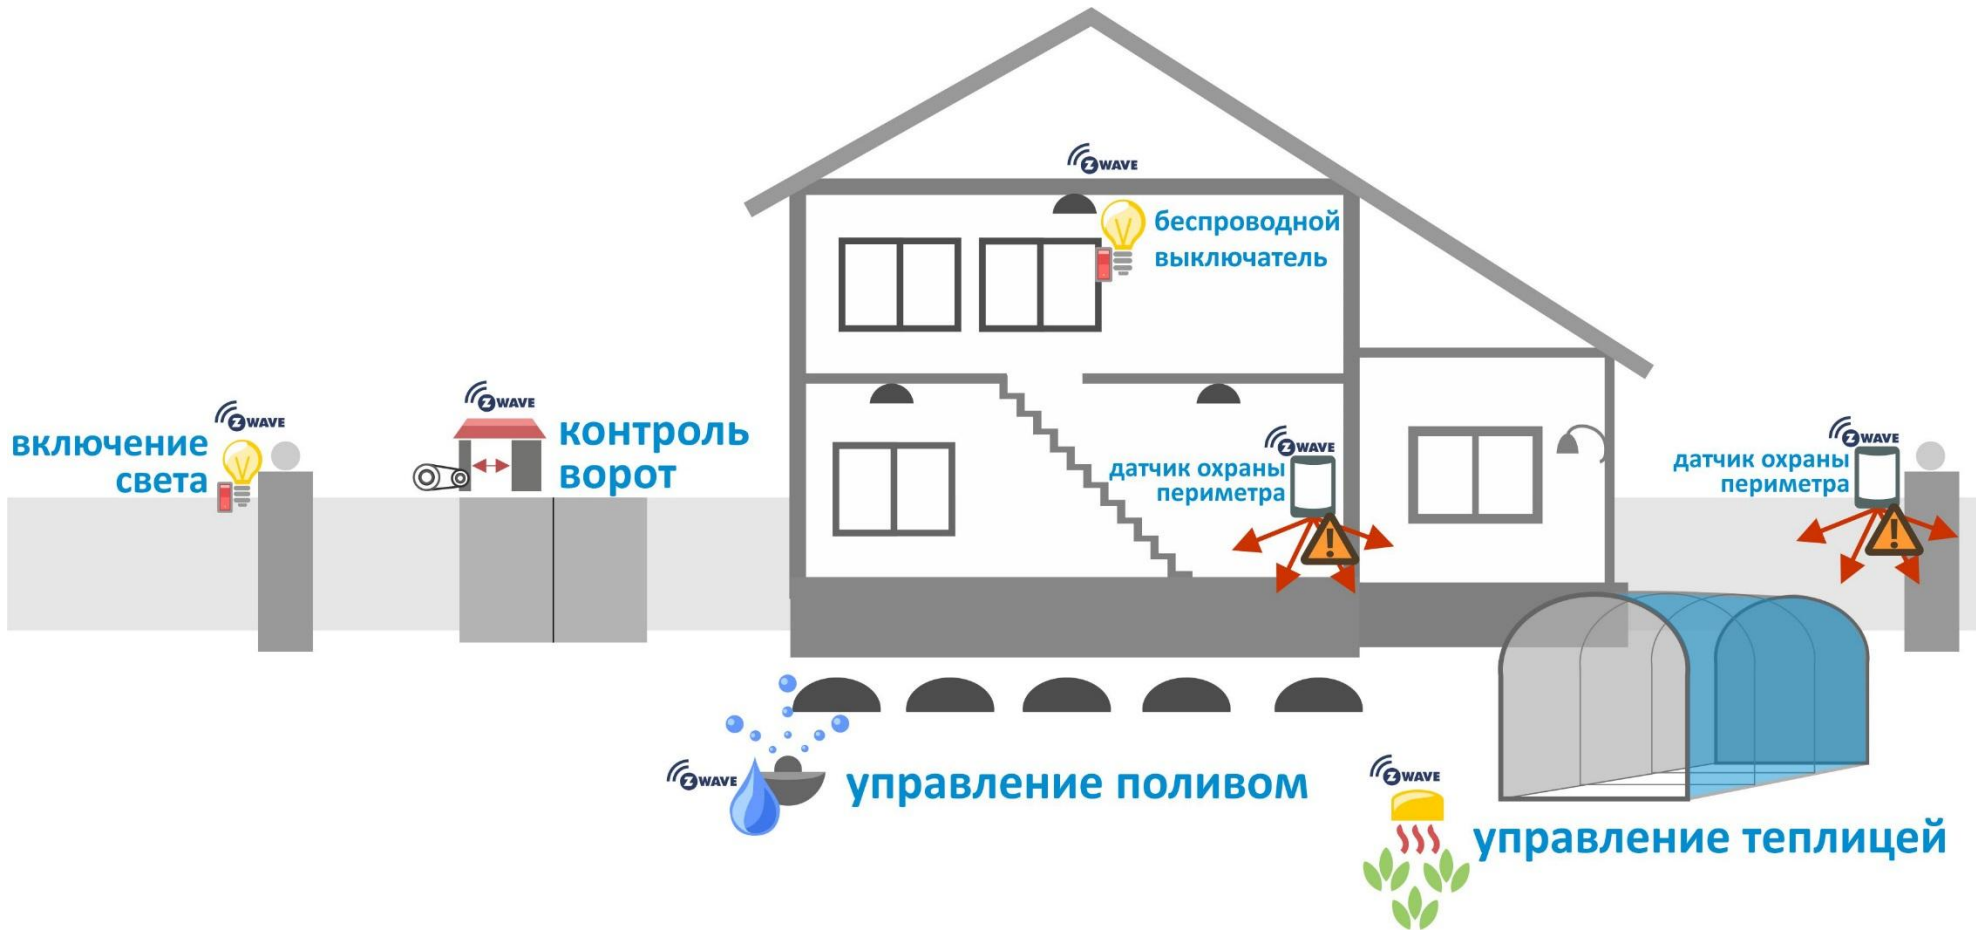 Z WAVE
беспроводной
выключатель
Z WAVE
включение
света
Z WAVE
контроль
ворот
Z WAVE
датчик охраны
периметра
Z WAVE
датчик охраны
периметра
Z WAVE
управление поливом
Z WAVE
управление теплицей